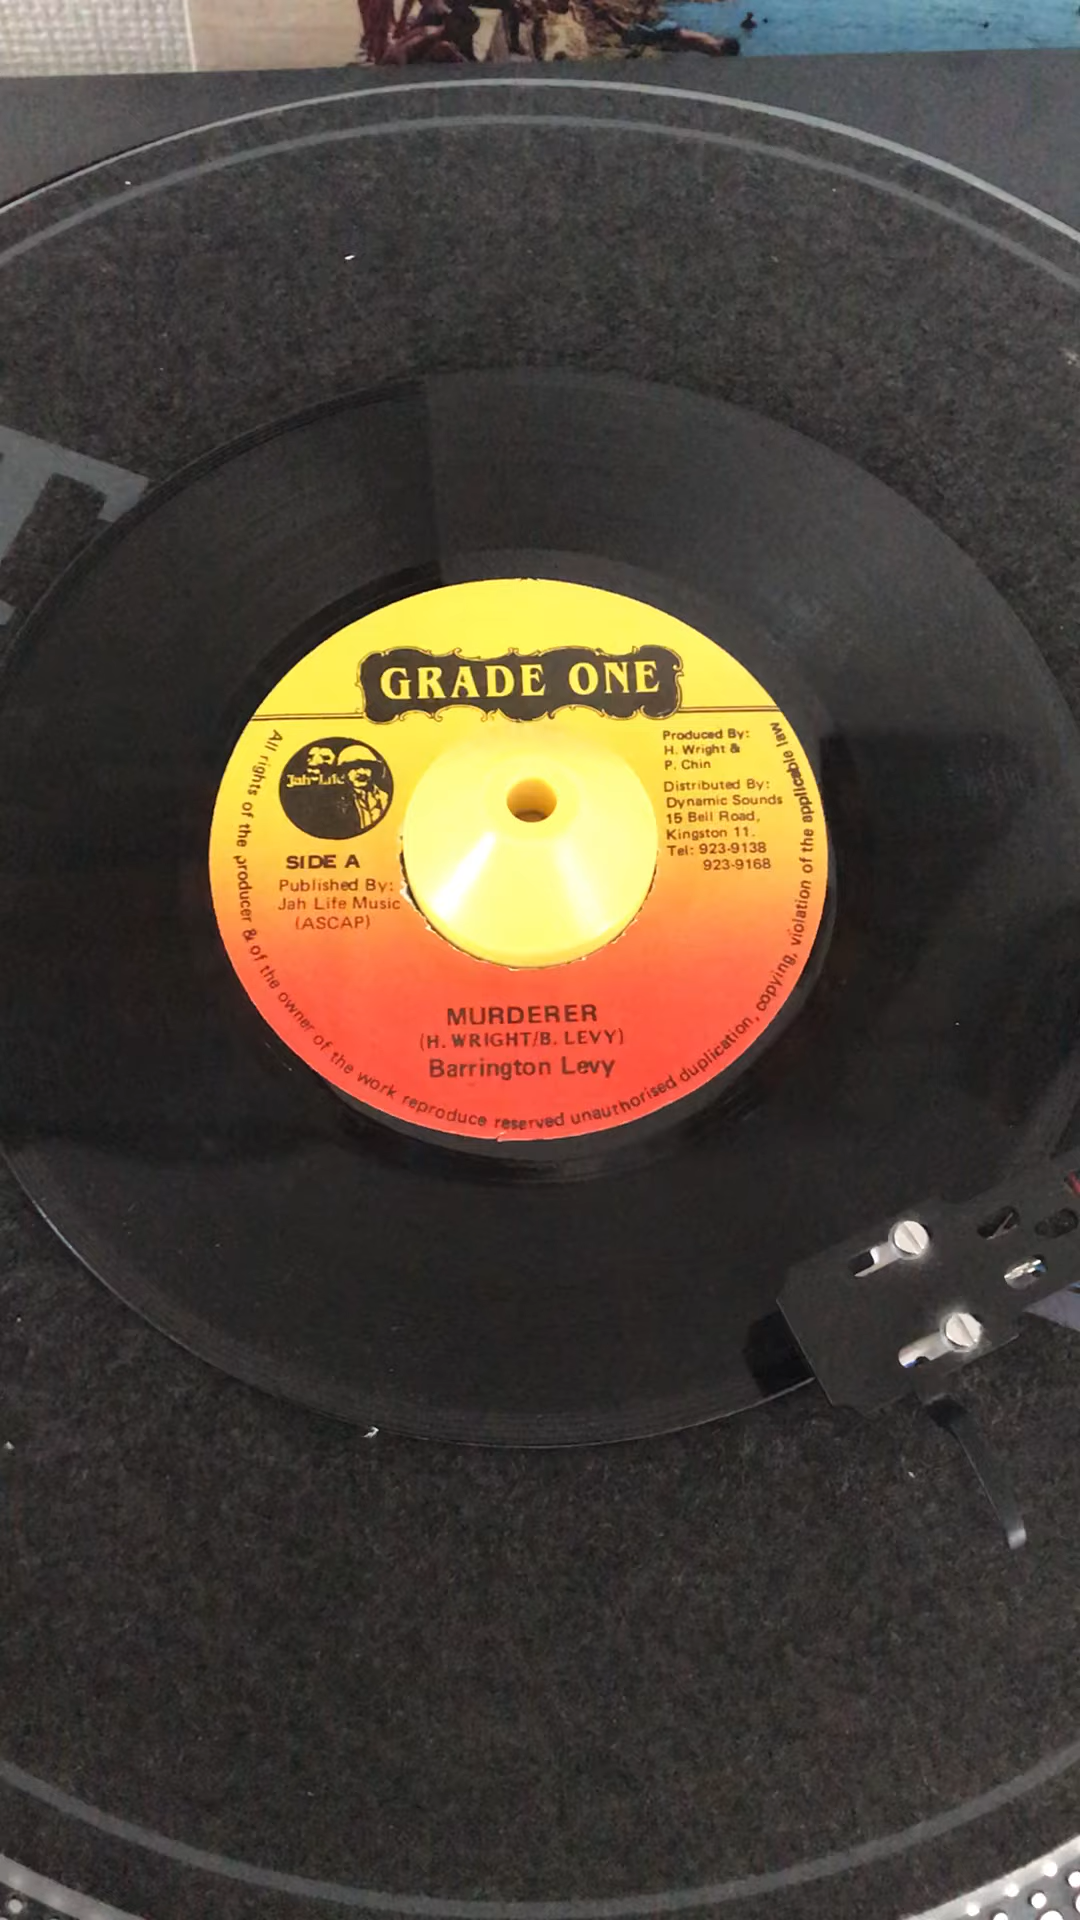 GRADE ONE
Jah-Life
SIDE A
Published By:
Jah Life Music
(ASCAP)
Produced By:
H. Wright &
P. Chin
Distributed By:
Dynamic Sounds
15 Bell Road,
Kingston 11.
Tel: 923-9138
923-9168
MURDERER
(H. WRIGHT/B. LEVY)
Barrington Levy
All rights of the producer & of the owner of the work reproduce reserved unauthorised duplication, copying, violation of the applicable law